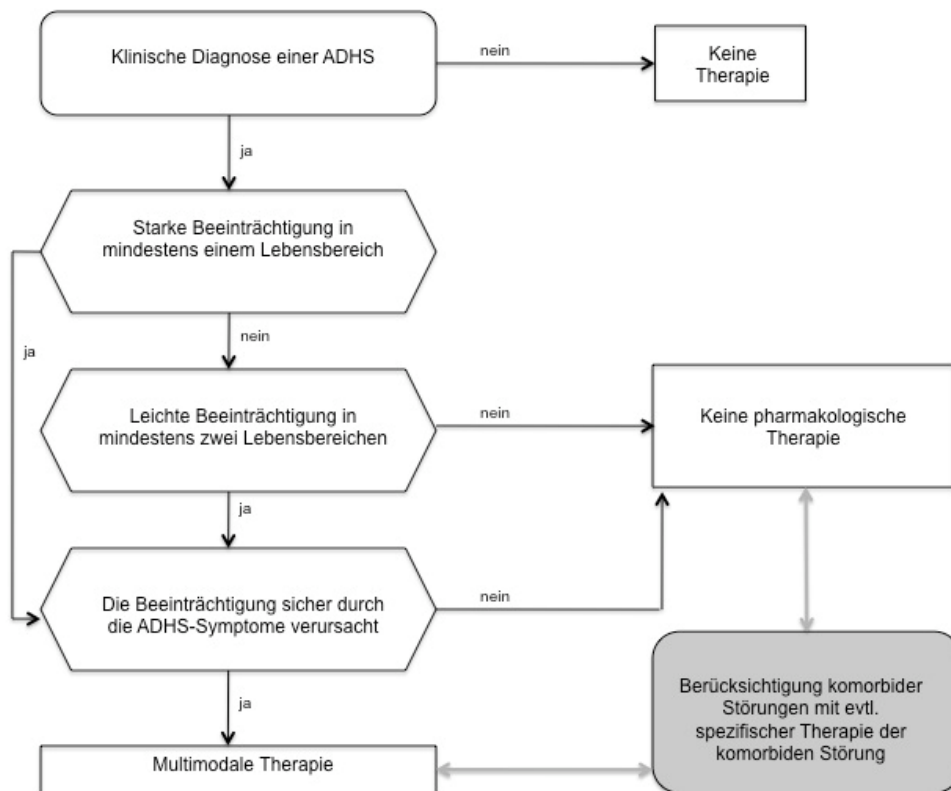 Klinische Diagnose einer ADHS
nein
Keine
Therapie
ja
Starke Beeinträchtigung in
mindestens einem Lebensbereich
ja
nein
Leichte Beeinträchtigung in
mindestens zwei Lebensbereichen
nein
Keine pharmakologische
Therapie
ja
Die Beeinträchtigung sicher durch
die ADHS-Symptome verursacht
nein
ja
Berücksichtigung komorbider
Störungen mit evtl.
spezifischer Therapie der
komorbiden Störung
Multimodale Therapie